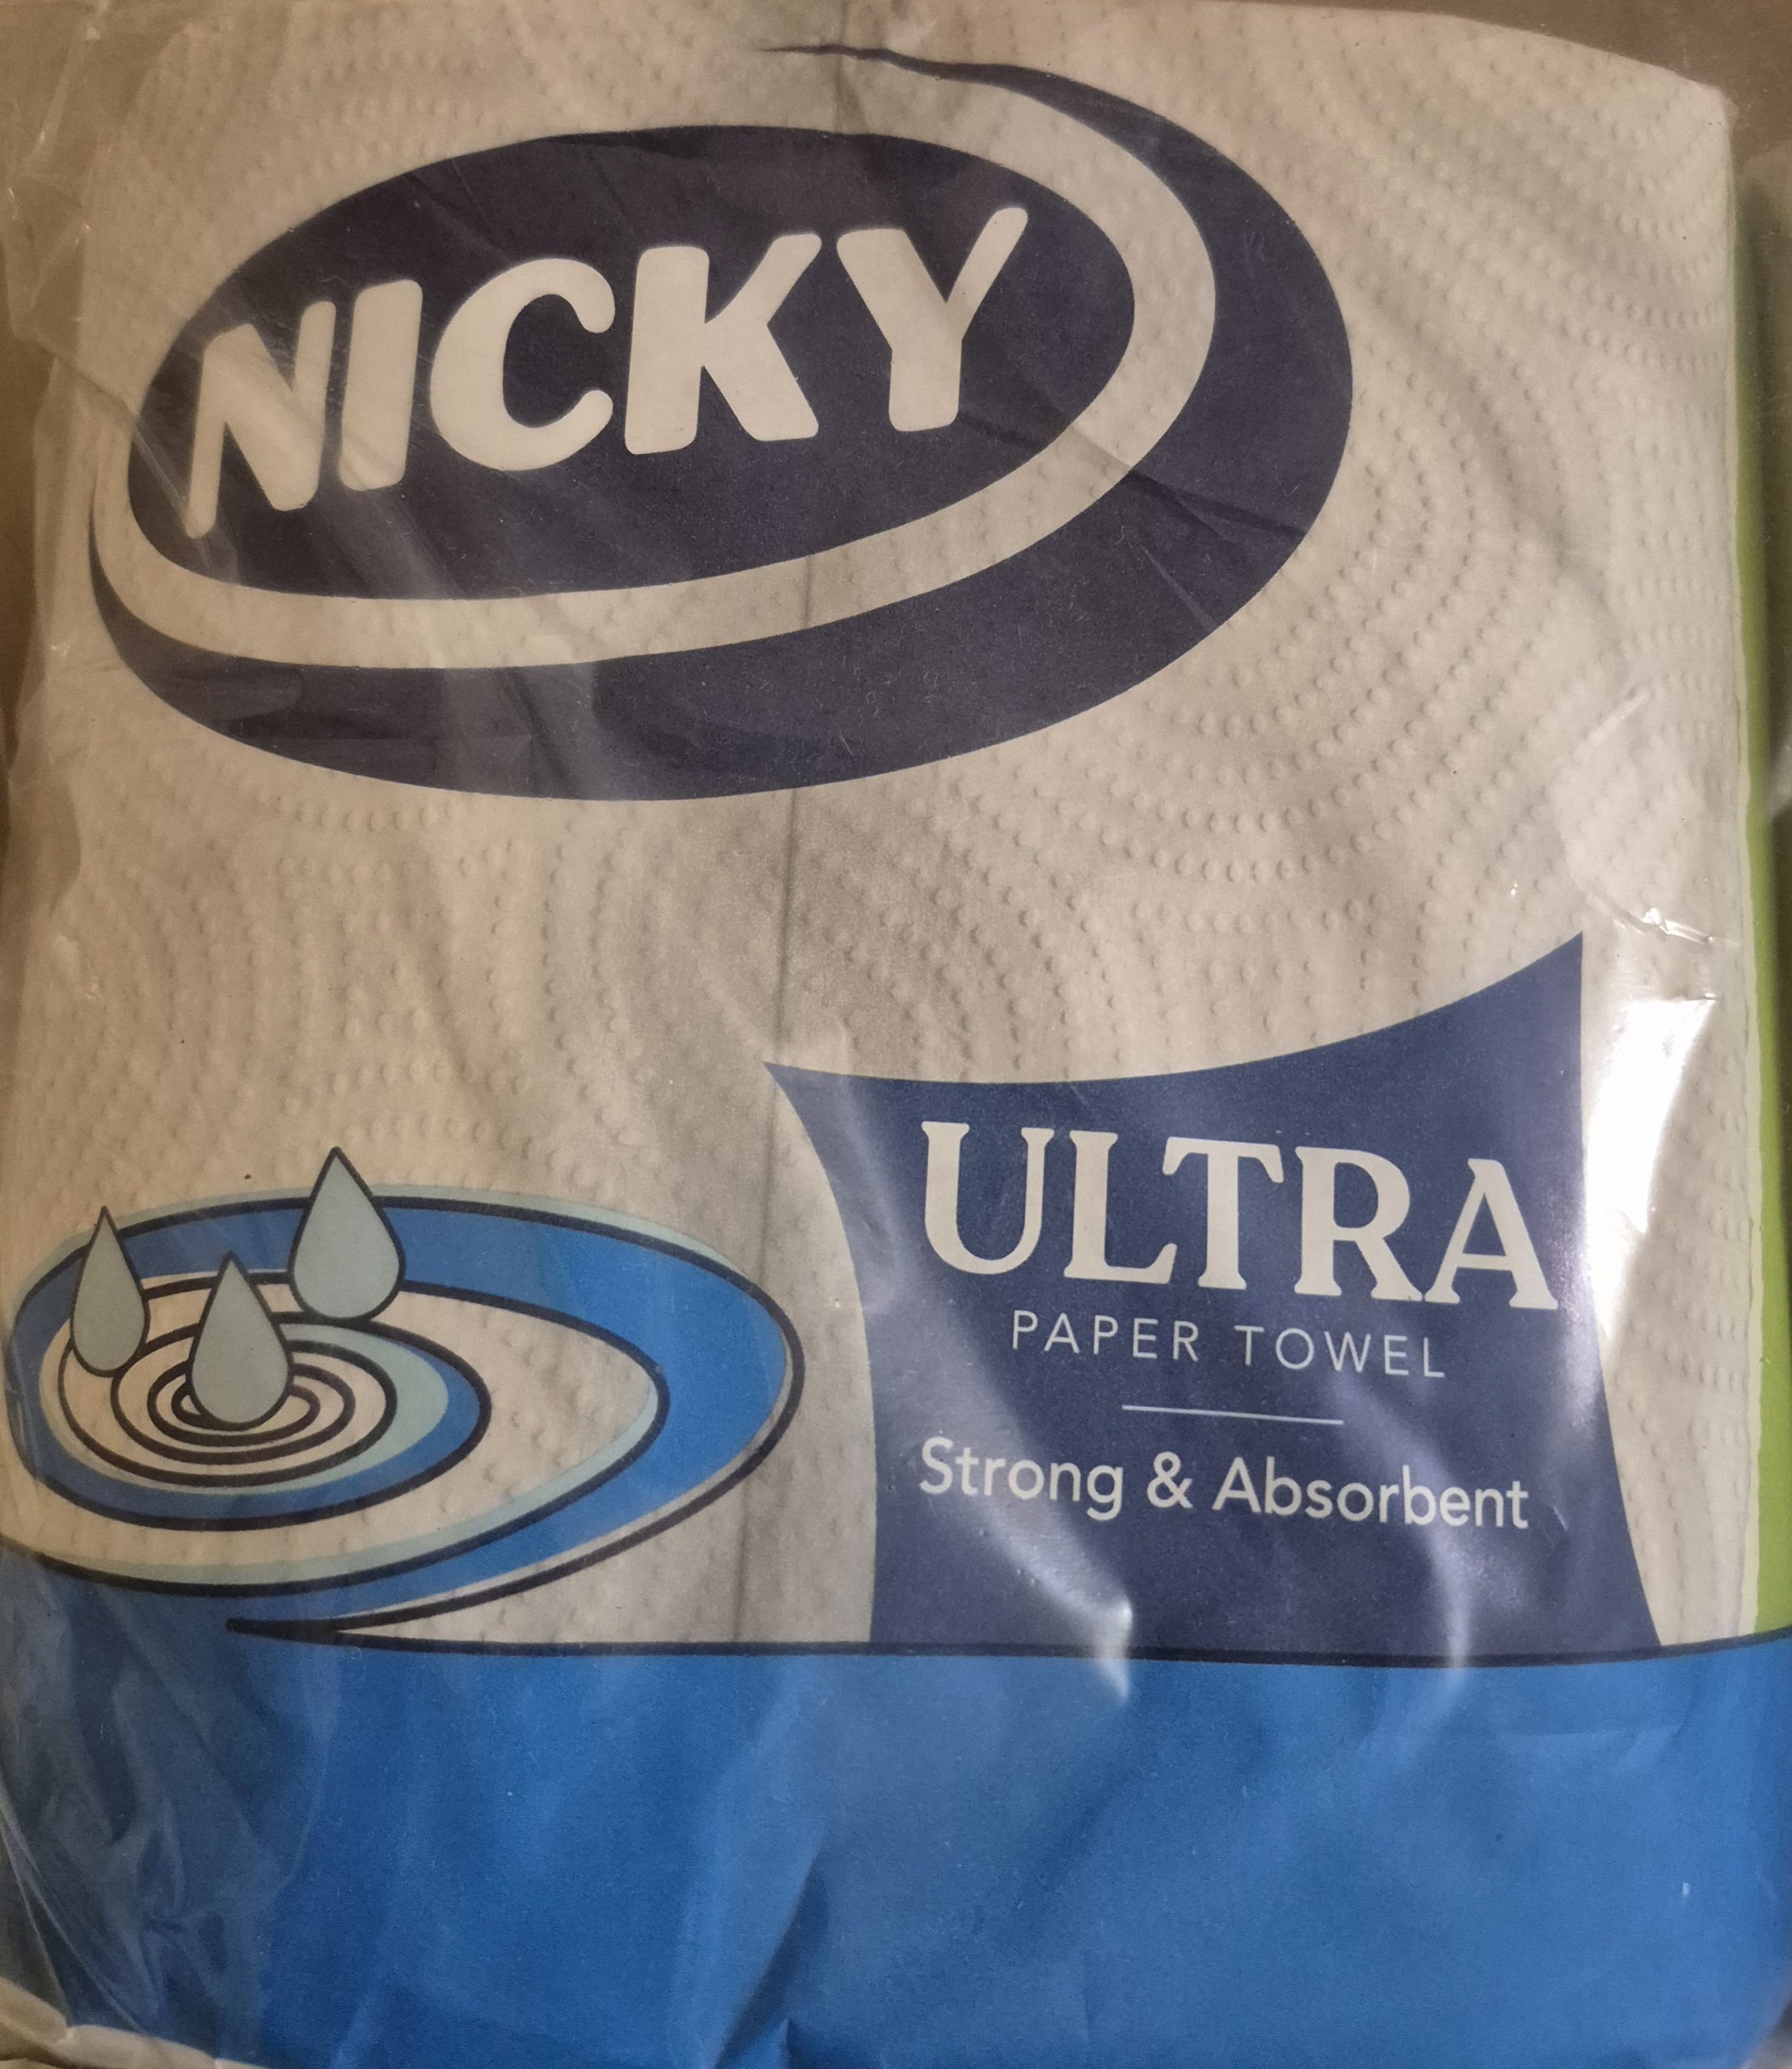 NICKY
ULTRA
PAPER TOWEL
Strong & Absorbent